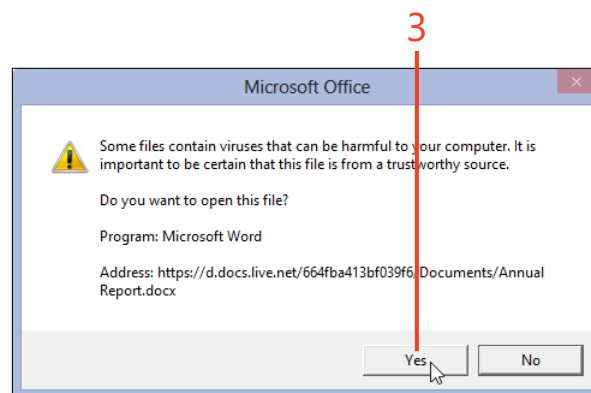 3
Microsoft Office
Some files contain viruses that can be harmful to your computer. It is
important to be certain that this file is from a trustworthy source.
Do you want to open this file?
Program: Microsoft Word
Address: https://d.docs.live.net/664fba413bf039f6/Documents/Annual
Report.docx
Yes
No